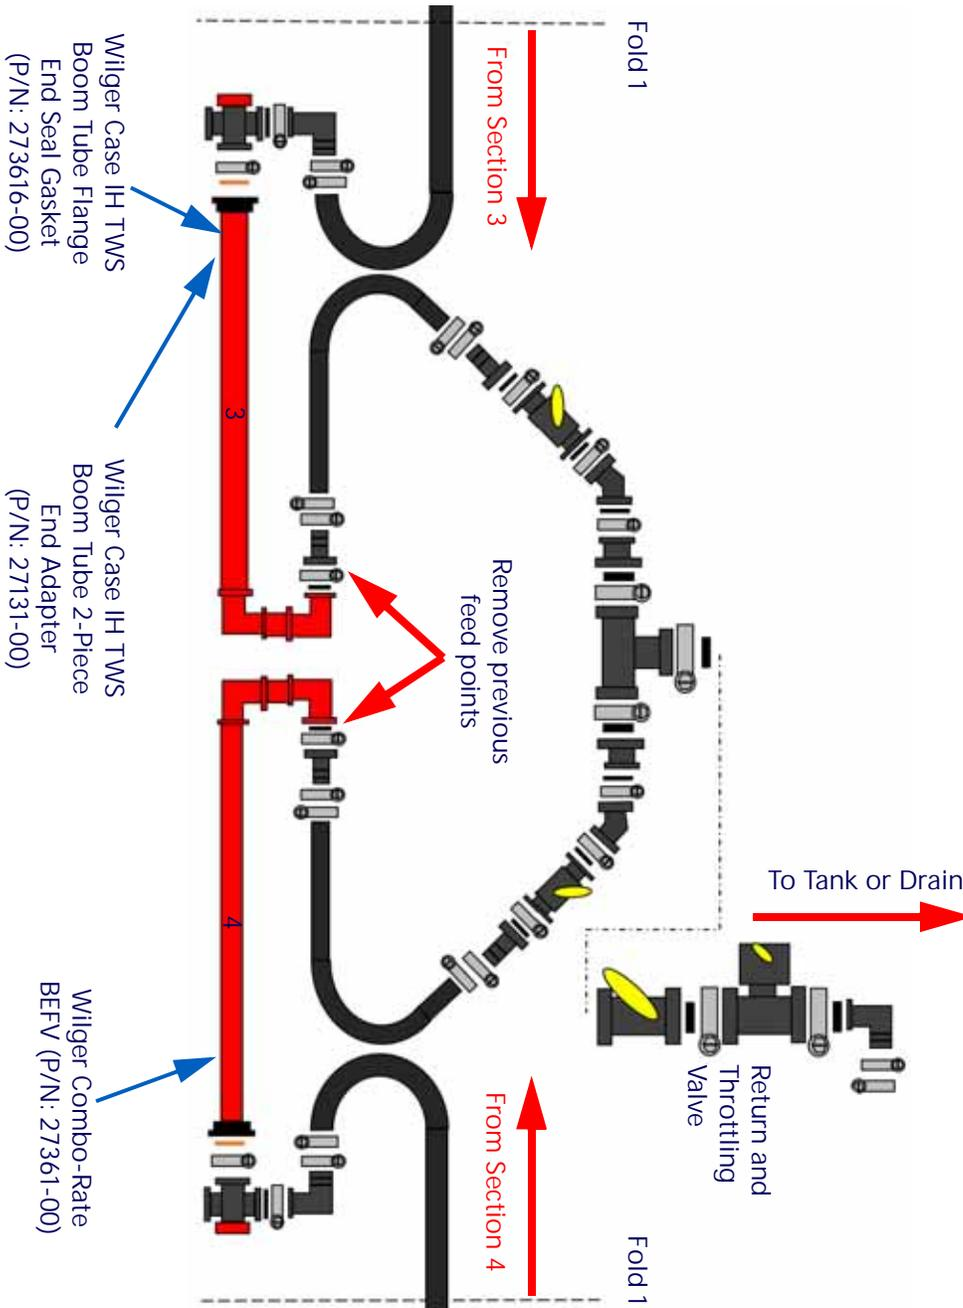 Fold 1
From Section 3
Wilger Case IH TWS
Boom Tube Flange
End Seal Gasket
(P/N: 273616-00)
3
Wilger Case IH TWS
Boom Tube 2-Piece
End Adapter
(P/N: 27131-00)
Remove previous
feed points
To Tank or Drain
4
Return and
Throttling
Valve
Wilger Combo-Rate
BEFV (P/N: 27361-00)
From Section 4
Fold 1